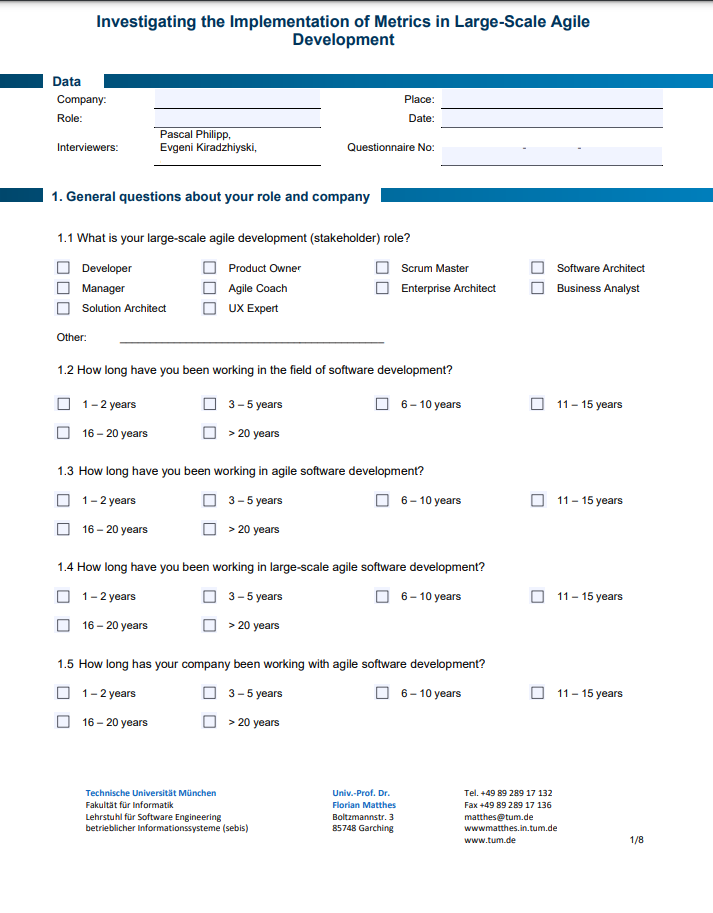 Investigating the Implementation of Metrics in Large-Scale Agile
Development
Data
Company: Place:
Role: Date:
Pascal Philipp,
Interviewers: Evgeni Kiradzhiyski, Questionnaire No: - -
1. General questions about your role and company
1.1 What is your large-scale agile development (stakeholder) role?
Developer Product Owner Scrum Master Software Architect
Manager Agile Coach Enterprise Architect Business Analyst
Solution Architect UX Expert
Other: ____________________________________________
1.2 How long have you been working in the field of software development?
1 – 2 years 3 – 5 years 6 – 10 years 11 – 15 years
16 – 20 years > 20 years
1.3 How long have you been working in agile software development?
1 – 2 years 3 – 5 years 6 – 10 years 11 – 15 years
16 – 20 years > 20 years
1.4 How long have you been working in large-scale agile software development?
1 – 2 years 3 – 5 years 6 – 10 years 11 – 15 years
16 – 20 years > 20 years
1.5 How long has your company been working with agile software development?
1 – 2 years 3 – 5 years 6 – 10 years 11 – 15 years
16 – 20 years > 20 years
Technische Universität München
Fakultät für Informatik
Lehrstuhl für Software Engineering
betrieblicher Informationssysteme (sebis)
Univ.-Prof. Dr.
Florian Matthes
Boltzmannstr. 3
85748 Garching
Tel. +49 89 289 17 132
Fax +49 89 289 17 136
matthes@tum.de
wwwmatthes.in.tum.de
www.tum.de
1/8